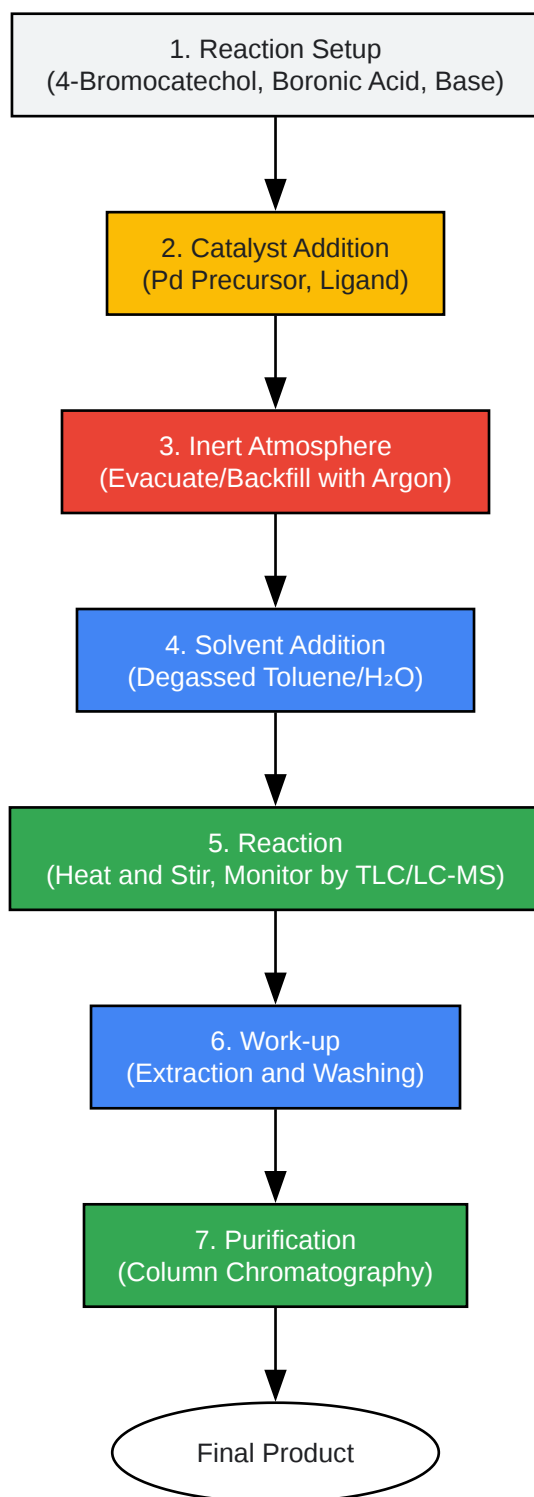 1. Reaction Setup
(4-Bromocatechol, Boronic Acid, Base)
2. Catalyst Addition
(Pd Precursor, Ligand)
3. Inert Atmosphere
(Evacuate/Backfill with Argon)
4. Solvent Addition
(Degassed Toluene/H₂O)
5. Reaction
(Heat and Stir, Monitor by TLC/LC-MS)
6. Work-up
(Extraction and Washing)
7. Purification
(Column Chromatography)
Final Product